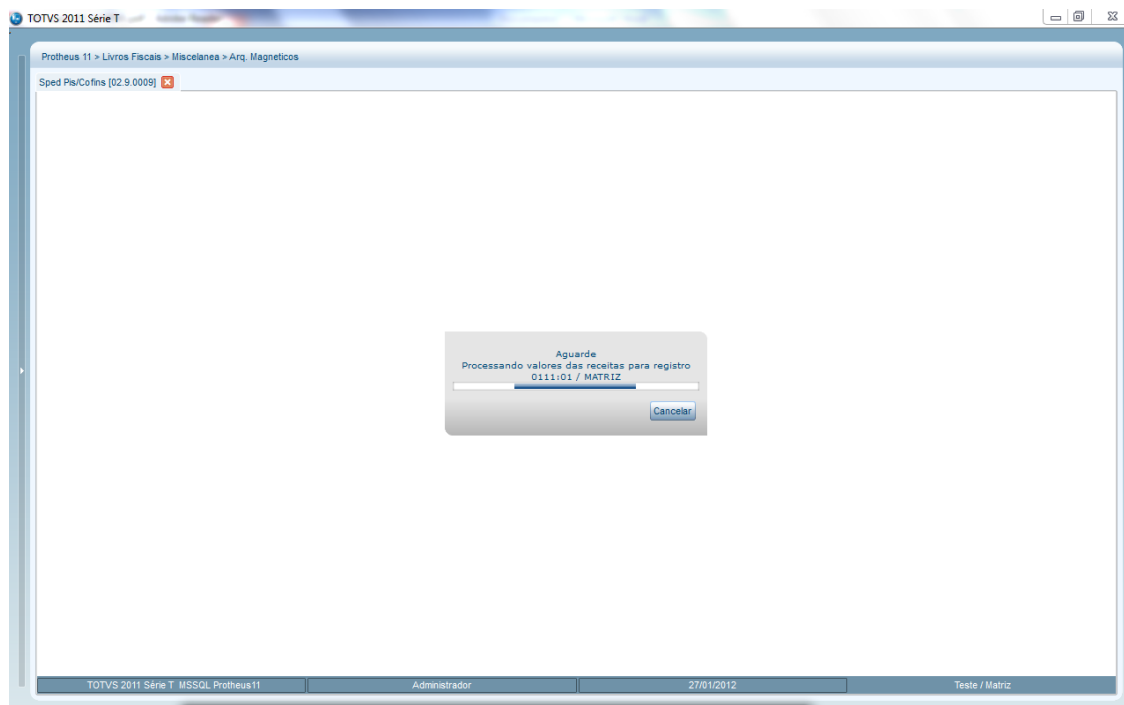 TOTVS 2011 Série T
Protheus 11 > Livros Fiscais > Miscelanea > Arq. Magneticos
Sped Pis/Cofins [02.9.0009]
Aguarde
Processando valores das receitas para registro
0111:01 / MATRIZ
Cancelar
TOTVS 2011 Série T MSSQL Protheus11
Administrador
27/01/2012
Teste / Matriz